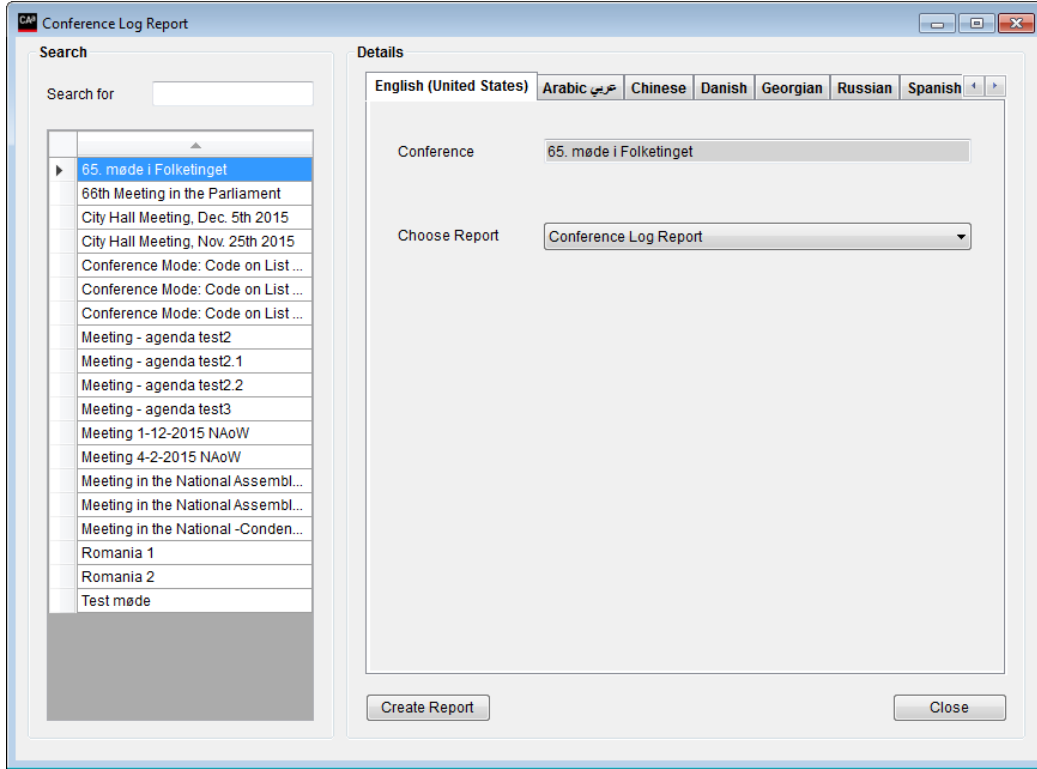 CA³ Conference Log Report
Search
Search for
65. møde i Folketinget
66th Meeting in the Parliament
City Hall Meeting, Dec. 5th 2015
City Hall Meeting, Nov. 25th 2015
Conference Mode: Code on List ...
Conference Mode: Code on List ...
Conference Mode: Code on List ...
Meeting - agenda test2
Meeting - agenda test2.1
Meeting - agenda test2.2
Meeting - agenda test3
Meeting 1-12-2015 NAoW
Meeting 4-2-2015 NAoW
Meeting in the National Assembl...
Meeting in the National Assembl...
Meeting in the National -Conden...
Romania 1
Romania 2
Test møde
Details
English (United States) Arabic عربي Chinese Danish Georgian Russian Spanish
Conference 65. møde i Folketinget
Choose Report Conference Log Report
Create Report Close